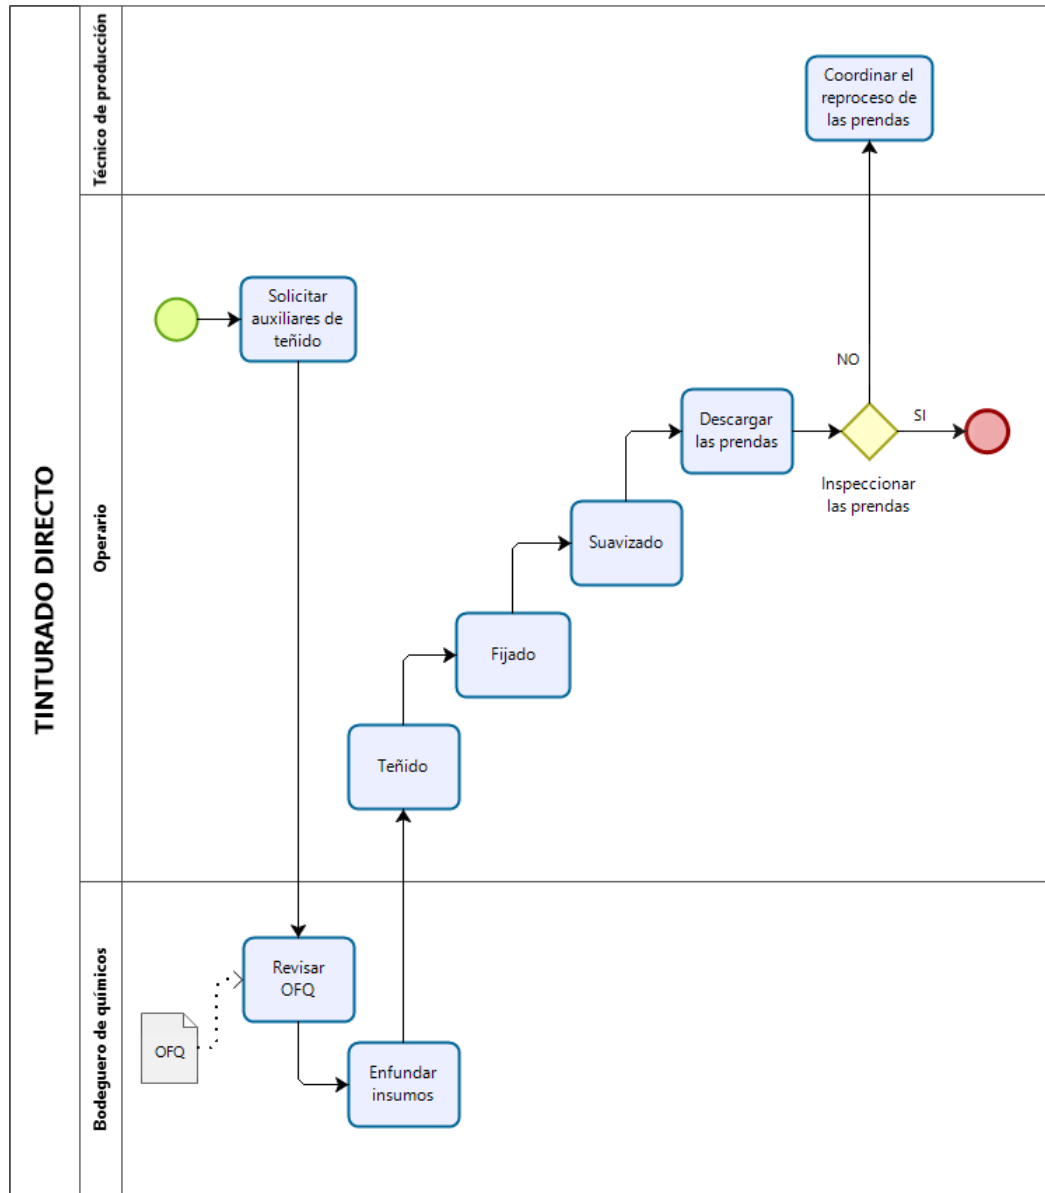 TINTURADO DIRECTO
Técnico de producción
Coordinar el
reproceso de
las prendas
Operario
Solicitar
auxiliares de
teñido
NO
SI
Descargar
las prendas
Inspeccionar
las prendas
Suavizado
Fijado
Teñido
Bodeguero de químicos
Revisar
OFQ
OFQ
Enfundar
insumos